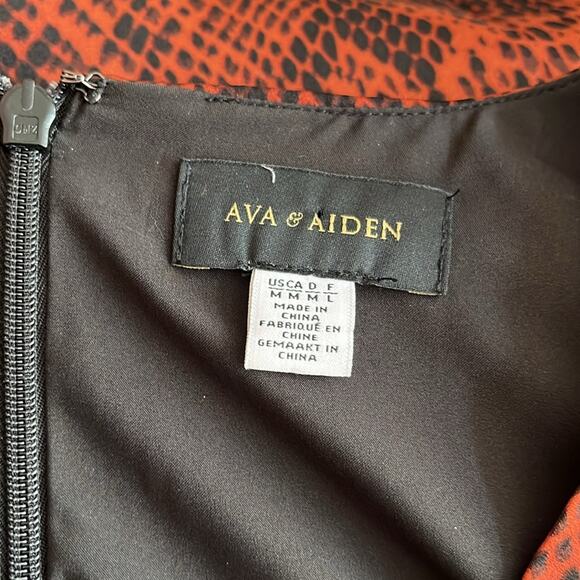 AVA & AIDEN
US CA D F
M M M L
MADE IN
CHINA
FABRIQUÉ EN
CHINE
GEMAAKT IN
CHINA